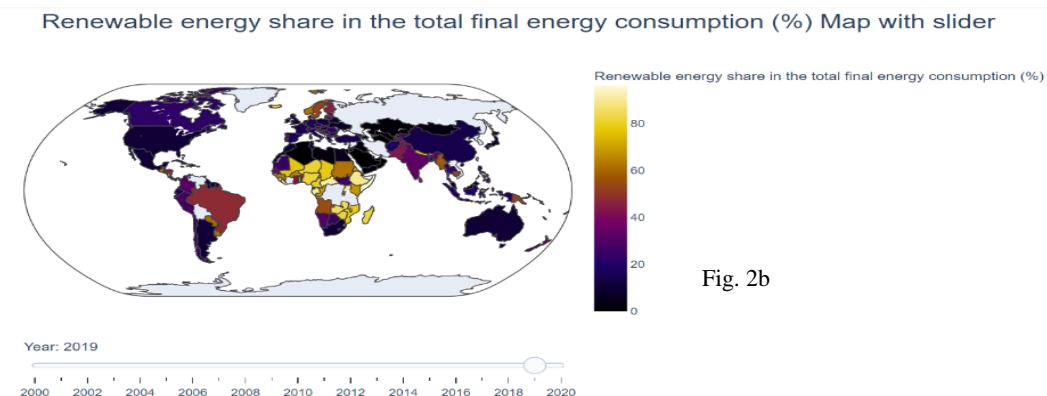 Renewable energy share in the total final energy consumption (%) Map with slider
Renewable energy share in the total final energy consumption (%)
80
60
40
20
0
Fig. 2b
Year: 2019
2000 2002 2004 2006 2008 2010 2012 2014 2016 2018 2020